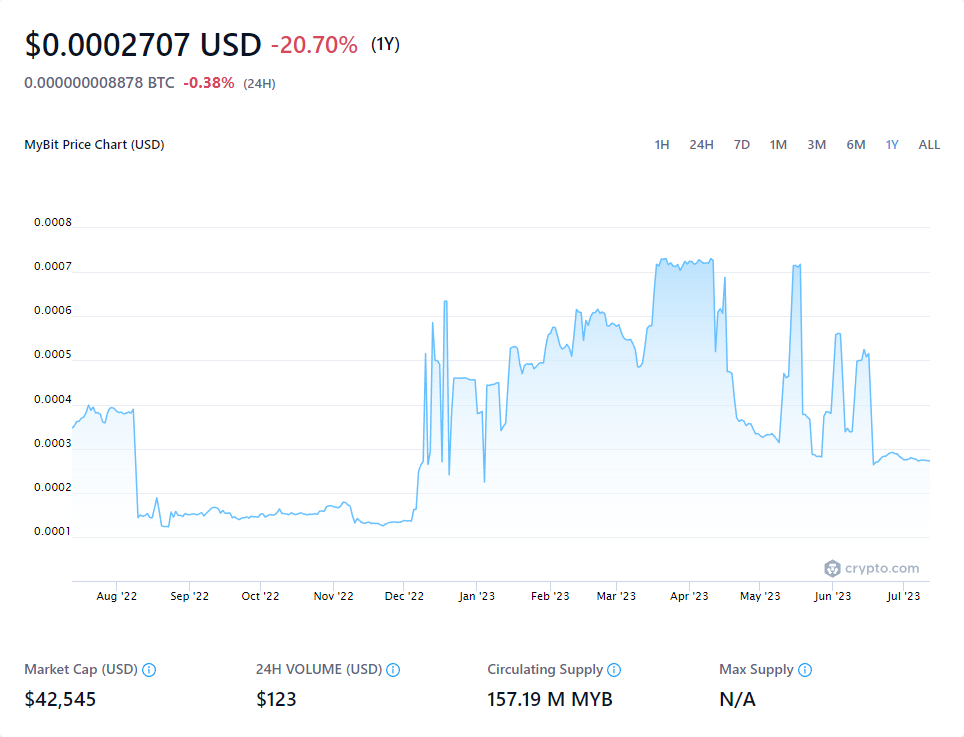 $0.0002707 USD -20.70% (1Y)
0.000000008878 BTC -0.38% (24H)
MyBit Price Chart (USD) 1H 24H 7D 1M 3M 6M 1Y ALL
0.0008
0.0007
0.0006
0.0005
0.0004
0.0003
0.0002
0.0001
crypto.com
Aug '22 Sep '22 Oct '22 Nov '22 Dec '22 Jan '23 Feb '23 Mar '23 Apr '23 May '23 Jun '23 Jul '23
Market Cap (USD) 24H VOLUME (USD) Circulating Supply Max Supply
$42,545 $123 157.19 M MYB N/A